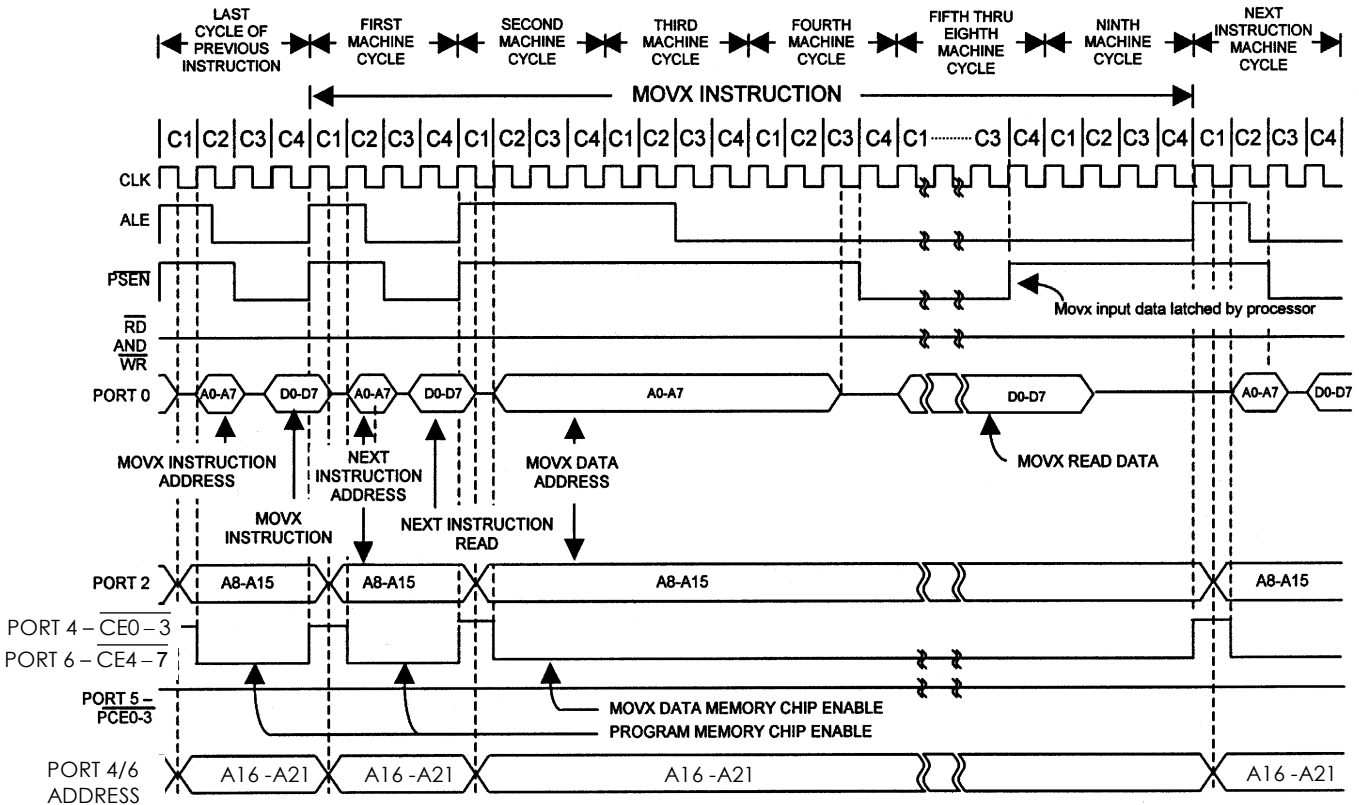 LAST
CYCLE OF
PREVIOUS
INSTRUCTION
FIRST
MACHINE
CYCLE
SECOND
MACHINE
CYCLE
THIRD
MACHINE
CYCLE
FOURTH
MACHINE
CYCLE
FIFTH THRU
EIGHTH
MACHINE
CYCLE
NINTH
MACHINE
CYCLE
NEXT
INSTRUCTION
MACHINE
CYCLE
MOVX INSTRUCTION
C1 C2 C3 C4 C1 C2 C3 C4 C1 C2 C3 C4 C1 C2 C3 C4 C1 C2 C3 C4 C1 .......... C3 C4 C1 C2 C3 C4 C1 C2 C3 C4
CLK
ALE
PSEN
Movx input data latched by processor
RD
AND
WR
PORT 0
A0-A7 D0-D7 A0-A7 D0-D7 A0-A7 D0-D7 A0-A7 D0-D7
MOVX INSTRUCTION
ADDRESS
NEXT
INSTRUCTION
ADDRESS
MOVX DATA
ADDRESS
MOVX READ DATA
MOVX
INSTRUCTION
NEXT INSTRUCTION
READ
PORT 2
A8-A15 A8-A15 A8-A15 A8-A15
PORT 4 – CE0 – 3
PORT 6 – CE4 – 7
PORT 5 –
PCE0-3
MOVX DATA MEMORY CHIP ENABLE
PROGRAM MEMORY CHIP ENABLE
PORT 4/6
ADDRESS
A16 -A21 A16 -A21 A16 -A21 A16 -A21